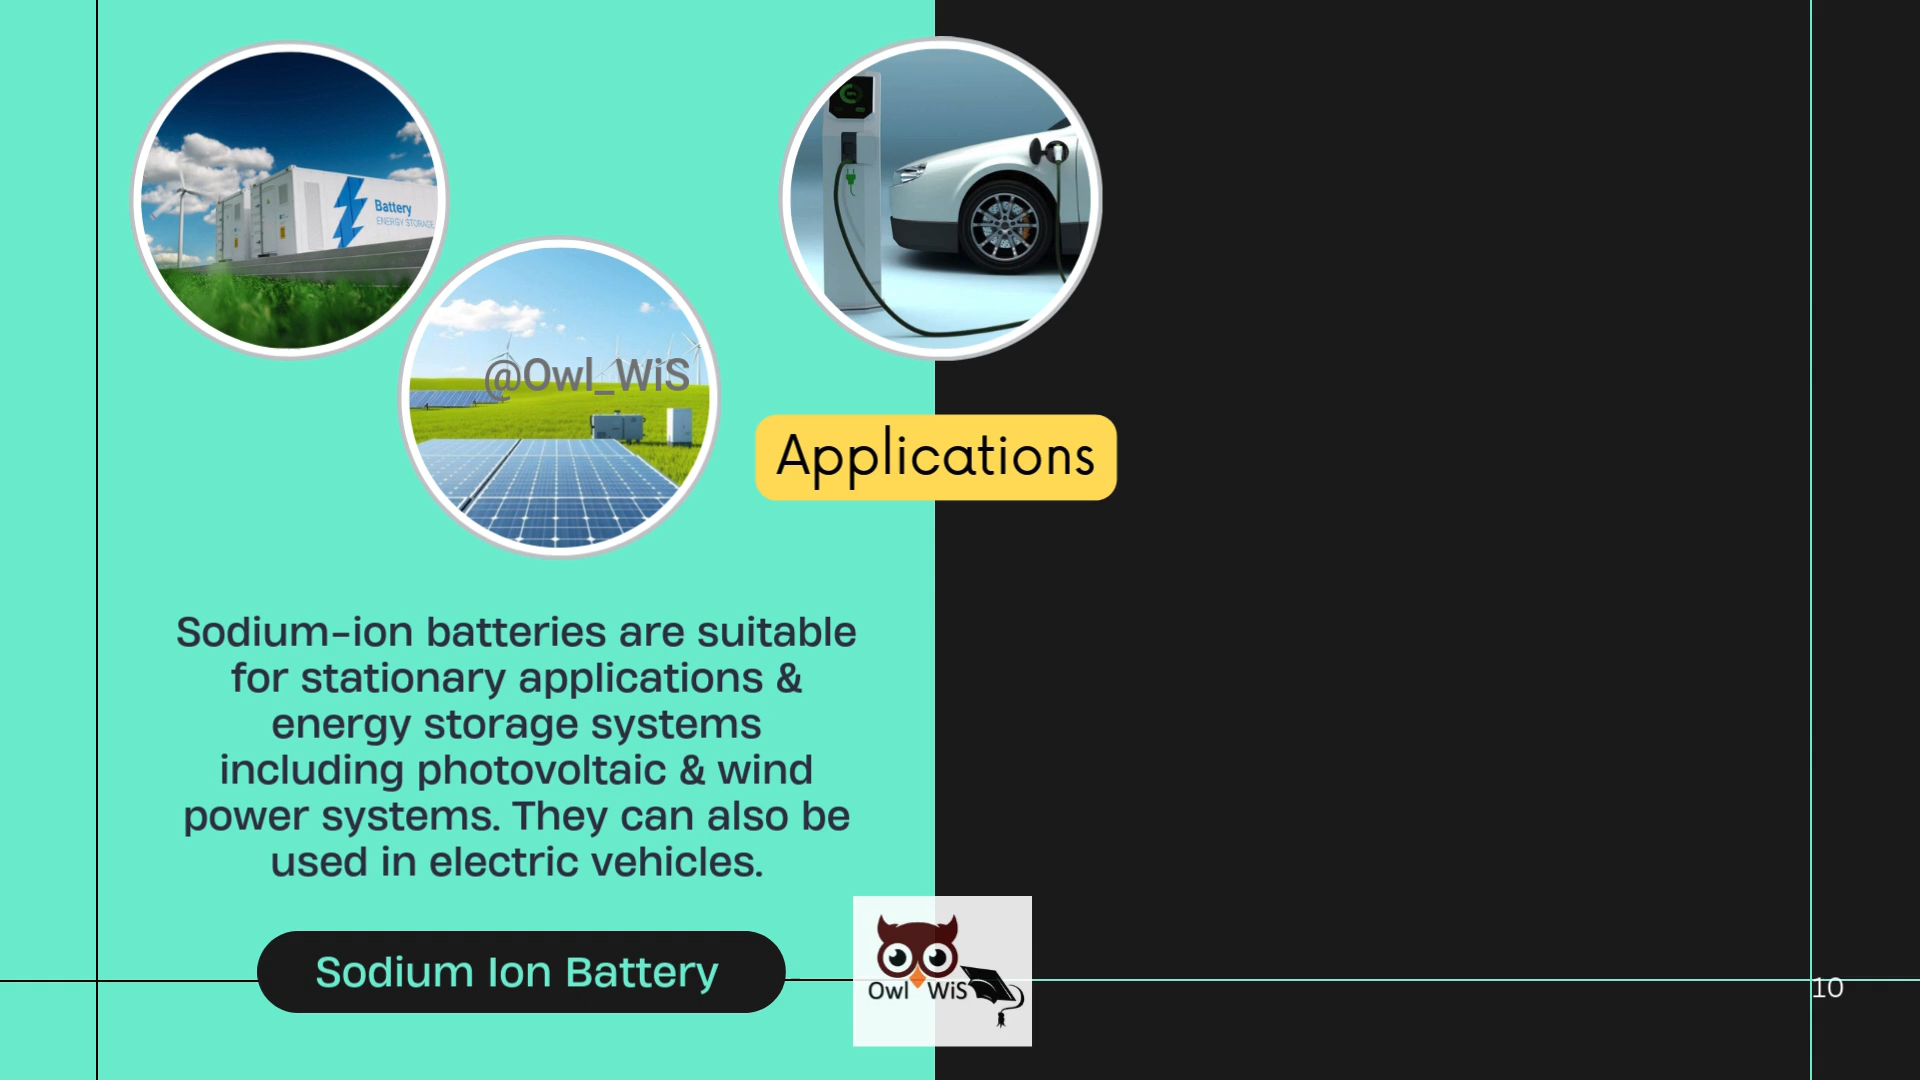 Battery
ENERGY STORAGE
@Owl_WiS
Applications
Sodium-ion batteries are suitable
for stationary applications &
energy storage systems
including photovoltaic & wind
power systems. They can also be
used in electric vehicles.
Sodium Ion Battery
Owl WiS
10